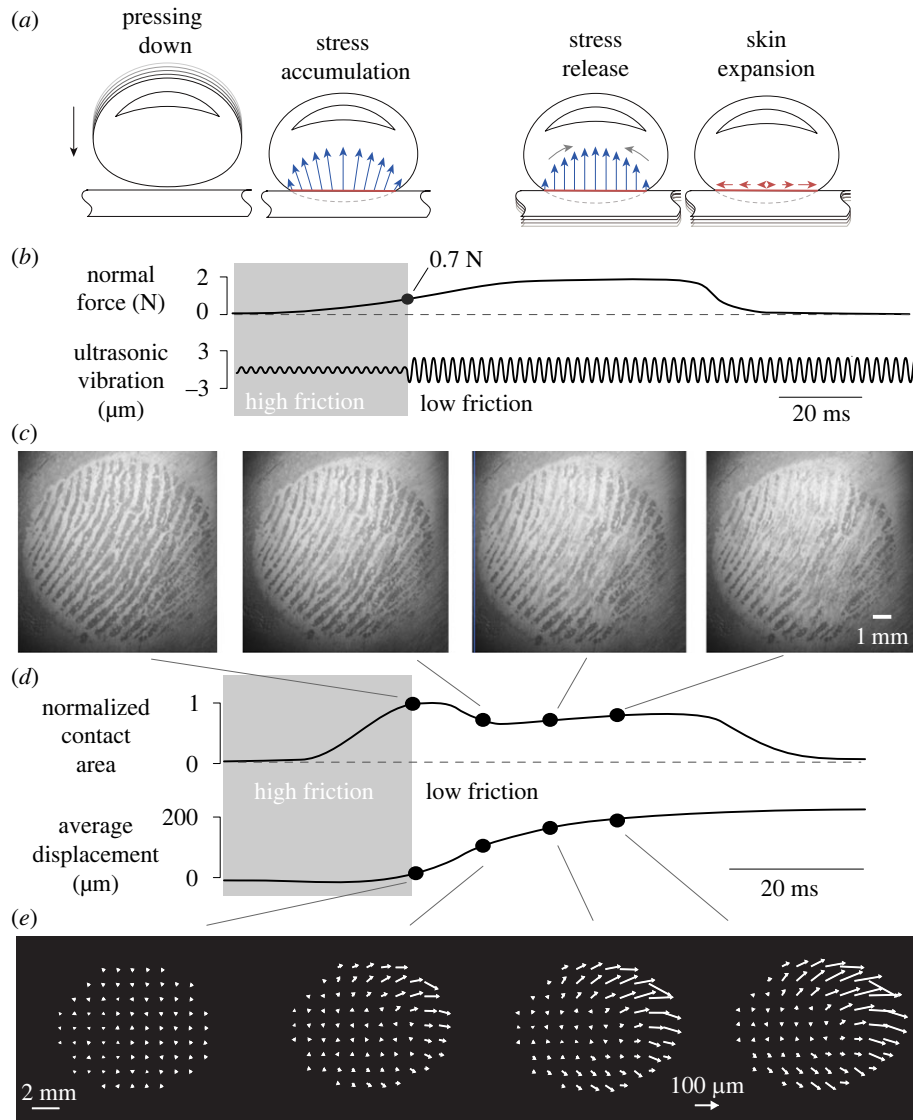 (a)
pressing
down
stress
accumulation
stress
release
skin
expansion
(b)
normal
force (N)
2
0
0.7 N
ultrasonic
vibration
(µm)
3
–3
high friction
low friction
20 ms
(c)
1 mm
(d)
normalized
contact
area
1
0
high friction
low friction
average
displacement
(µm)
200
0
20 ms
(e)
2 mm
100 µm